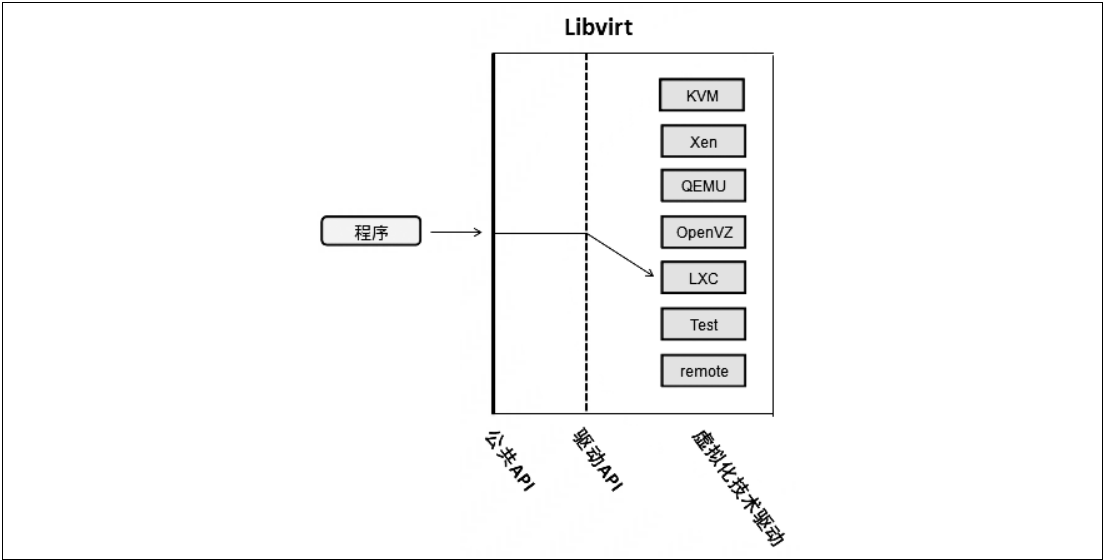 Libvirt
KVM
Xen
QEMU
程序
OpenVZ
LXC
Test
remote
公共API
驱动API
虚拟化技术驱动